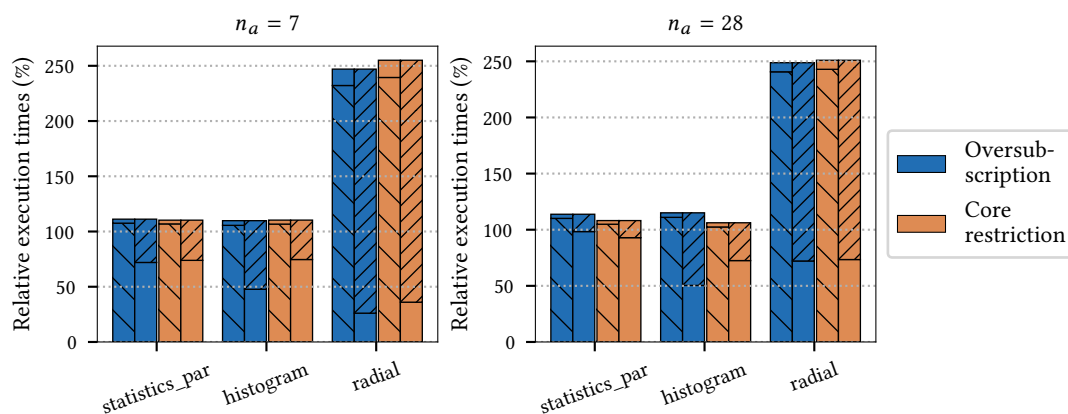 n_a = 7
Relative execution times (%)
250
200
150
100
50
0
statistics_par
histogram
radial
n_a = 28
Relative execution times (%)
250
200
150
100
50
0
statistics_par
histogram
radial
Oversub-
scription
Core
restriction